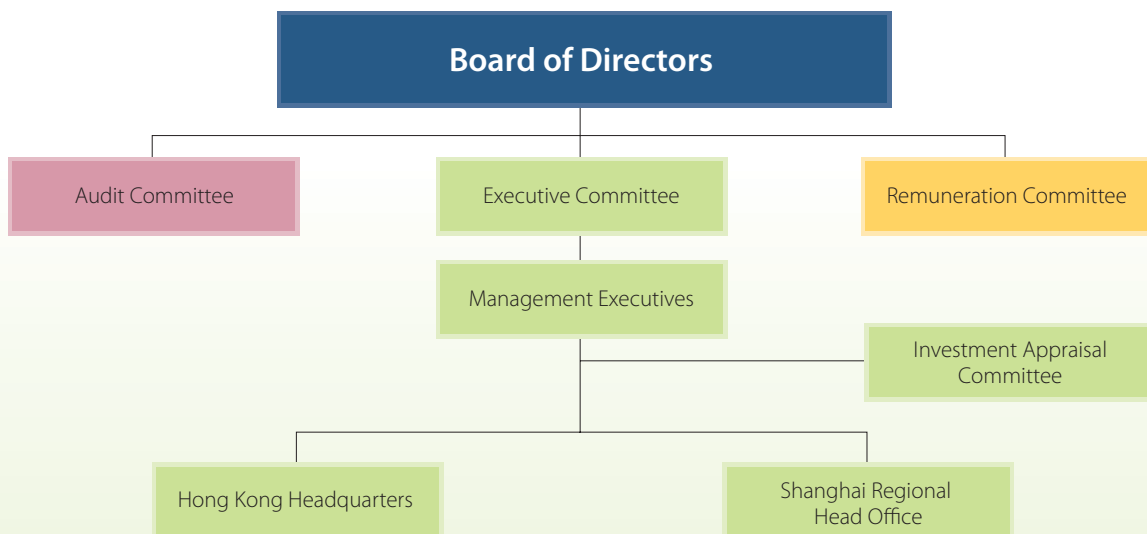 Board of Directors
Audit Committee
Executive Committee
Remuneration Committee
Management Executives
Investment Appraisal
Committee
Hong Kong Headquarters
Shanghai Regional
Head Office